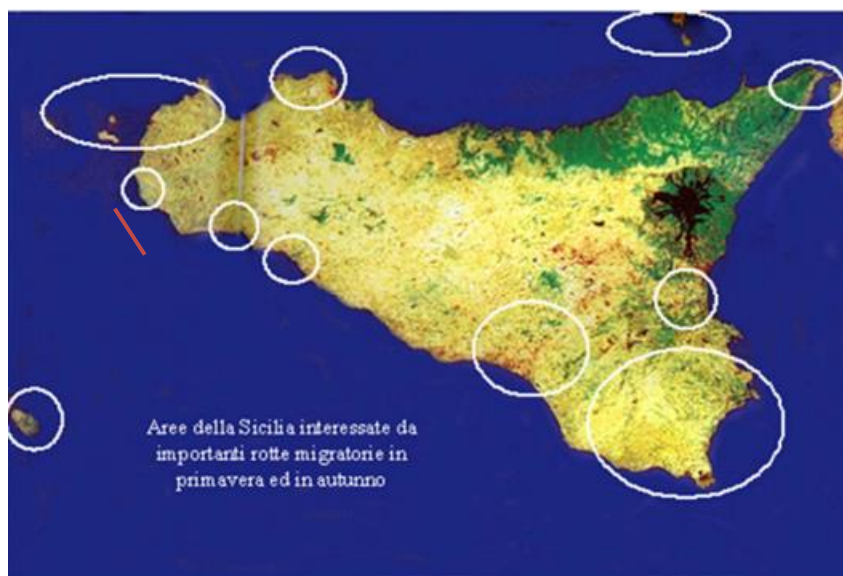 Aree della Sicilia interessate da
importanti rotte migratorie in
primavera ed in autunno